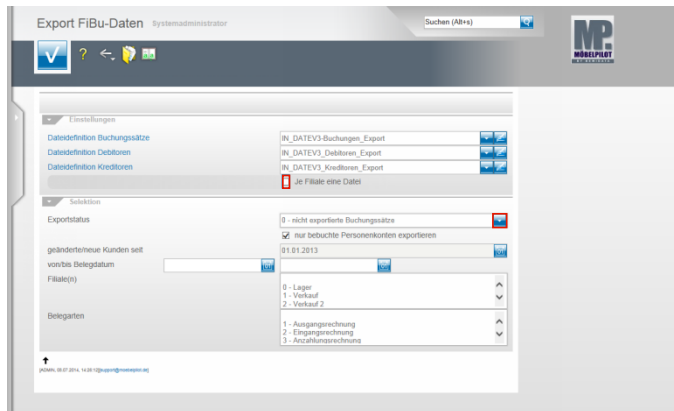 Export FiBu-Daten Systemadministrator
Suchen (Alt+s)
MP
MÖBELPILOT
Einstellungen
Dateidefinition Buchungssätze IN_DATEV3-Buchungen_Export
Dateidefinition Debitoren IN_DATEV3_Debitoren_Export
Dateidefinition Kreditoren IN_DATEV3_Kreditoren_Export
Je Filiale eine Datei
Selektion
Exportstatus 0 - nicht exportierte Buchungssätze
nur bebuchte Personenkonten exportieren
geänderte/neue Kunden seit 01.01.2013
von/bis Belegdatum
Filiale(n)
0 - Lager
1 - Verkauf
2 - Verkauf 2
Belegarten
1 - Ausgangsrechnung
2 - Eingangsrechnung
3 - Anzahlungsrechnung